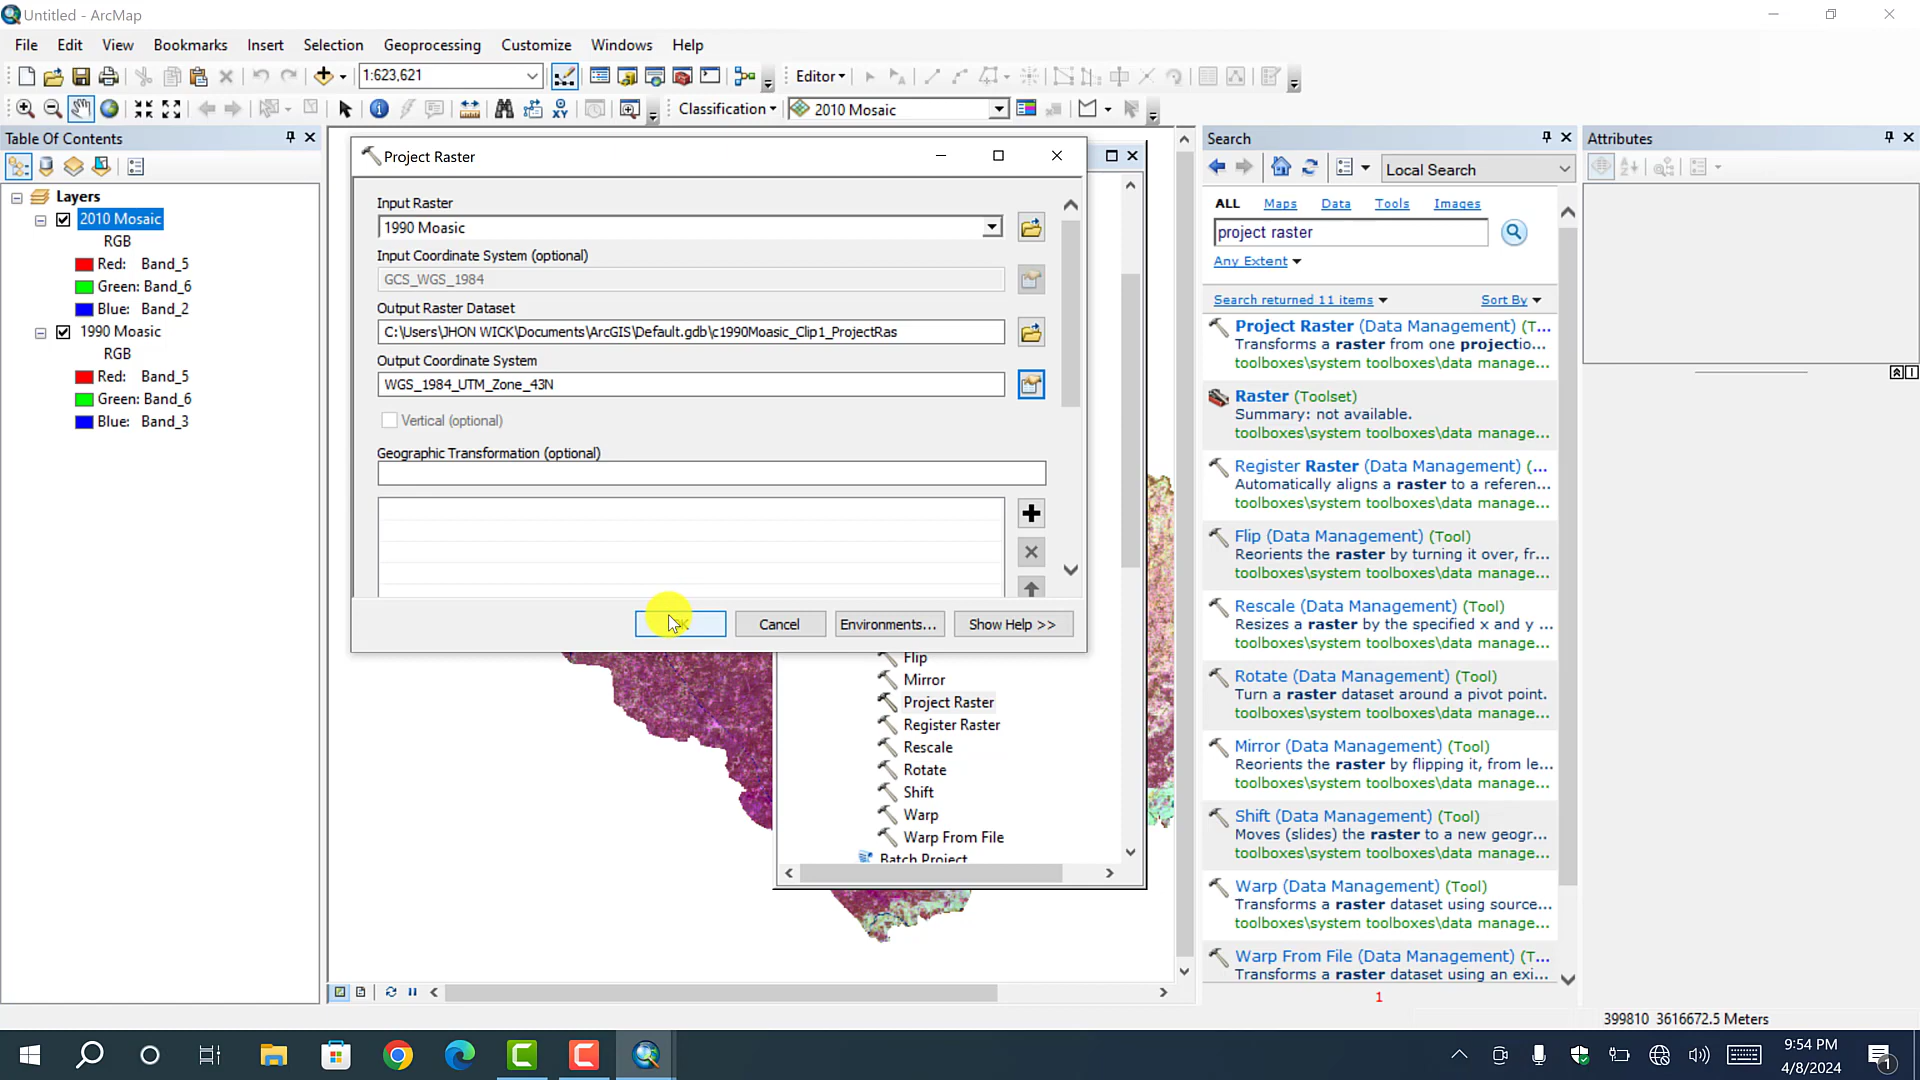 Untitled - ArcMap
File Edit View Bookmarks Insert Selection Geoprocessing Customize Windows Help
1:623,621
Editor
Classification
2010 Mosaic
Table Of Contents
Layers
2010 Mosaic
RGB
Red: Band_5
Green: Band_6
Blue: Band_2
1990 Moasic
RGB
Red: Band_5
Green: Band_6
Blue: Band_3
Project Raster
Input Raster
1990 Moasic
Input Coordinate System (optional)
GCS_WGS_1984
Output Raster Dataset
C:\Users\JHON WICK\Documents\ArcGIS\Default.gdb\c1990Moasic_Clip1_ProjectRas
Output Coordinate System
WGS_1984_UTM_Zone_43N
Vertical (optional)
Geographic Transformation (optional)
Cancel
Environments...
Show Help >>
Flip
Mirror
Project Raster
Register Raster
Rescale
Rotate
Shift
Warp
Warp From File
Batch Project
Search
Local Search
ALL Maps Data Tools Images
project raster
Any Extent
Search returned 11 items
Sort By
Project Raster (Data Management) (T...
Transforms a raster from one projectio...
toolboxes\system toolboxes\data manage...
Raster (Toolset)
Summary: not available.
toolboxes\system toolboxes\data manage...
Register Raster (Data Management) (...
Automatically aligns a raster to a referen...
toolboxes\system toolboxes\data manage...
Flip (Data Management) (Tool)
Reorients the raster by turning it over, fr...
toolboxes\system toolboxes\data manage...
Rescale (Data Management) (Tool)
Resizes a raster by the specified x and y ...
toolboxes\system toolboxes\data manage...
Rotate (Data Management) (Tool)
Turn a raster dataset around a pivot point.
toolboxes\system toolboxes\data manage...
Mirror (Data Management) (Tool)
Reorients the raster by flipping it, from le...
toolboxes\system toolboxes\data manage...
Shift (Data Management) (Tool)
Moves (slides) the raster to a new geogr...
toolboxes\system toolboxes\data manage...
Warp (Data Management) (Tool)
Transforms a raster dataset using source...
toolboxes\system toolboxes\data manage...
Warp From File (Data Management) (T...
Transforms a raster dataset using an exi...
1
Attributes
399810 3616672.5 Meters
9:54 PM
4/8/2024
1